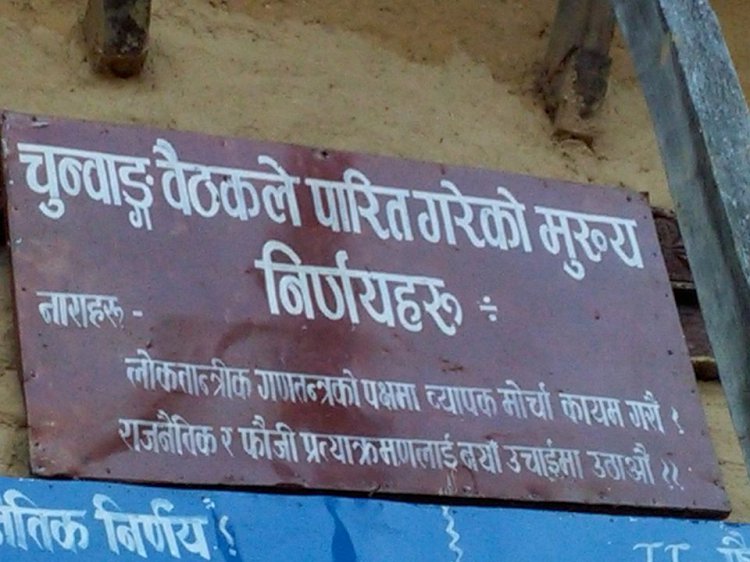 चुन्वाङ्ग बैठकले पारित गरेको मुख्य
निर्णयहरू ÷
नाराहरू -
लोकतान्त्रीक गणतन्त्रको पक्षमा व्यापक मोर्चा कायम गरौं !
राजनैतिक र फौजी प्रत्याक्रमणलाई नयाँ उचाईमा उठाऔं !!
तिक निर्णय !